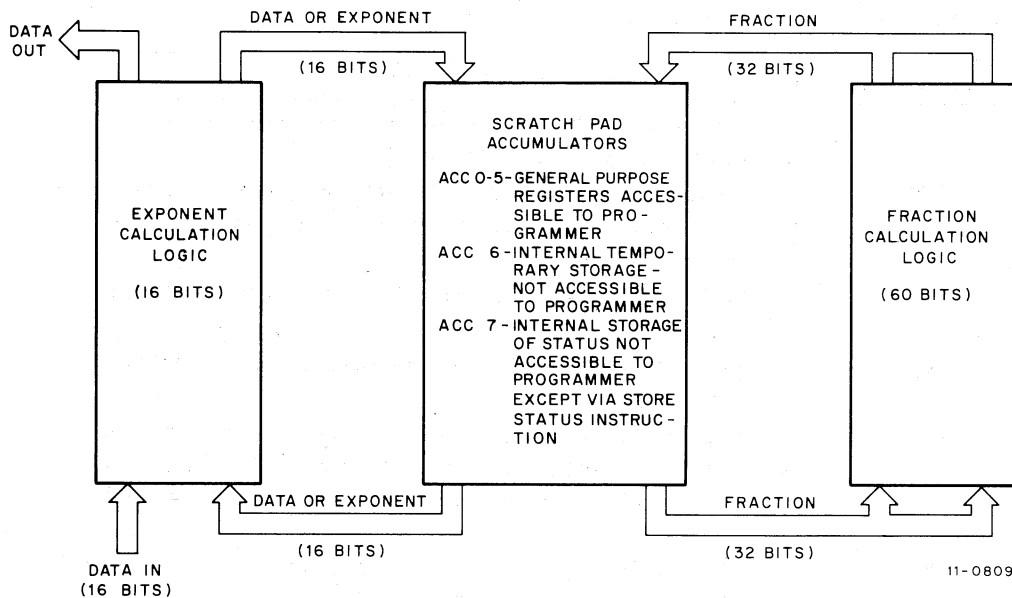 DATA OUT
DATA OR EXPONENT
(16 BITS)
FRACTION
(32 BITS)
EXPONENT
CALCULATION
LOGIC
(16 BITS)
SCRATCH PAD
ACCUMULATORS
ACC 0-5-GENERAL PURPOSE
REGISTERS ACCES-
SIBLE TO PRO-
GRAMMER
ACC 6-INTERNAL TEMPO-
RARY STORAGE-
NOT ACCESSIBLE
TO PROGRAMMER
ACC 7-INTERNAL STORAGE
OF STATUS NOT
ACCESSIBLE TO
PROGRAMMER
EXCEPT VIA STORE
STATUS INSTRUC-
TION
FRACTION
CALCULATION
LOGIC
(60 BITS)
DATA OR EXPONENT
(16 BITS)
FRACTION
(32 BITS)
DATA IN
(16 BITS)
11-0809